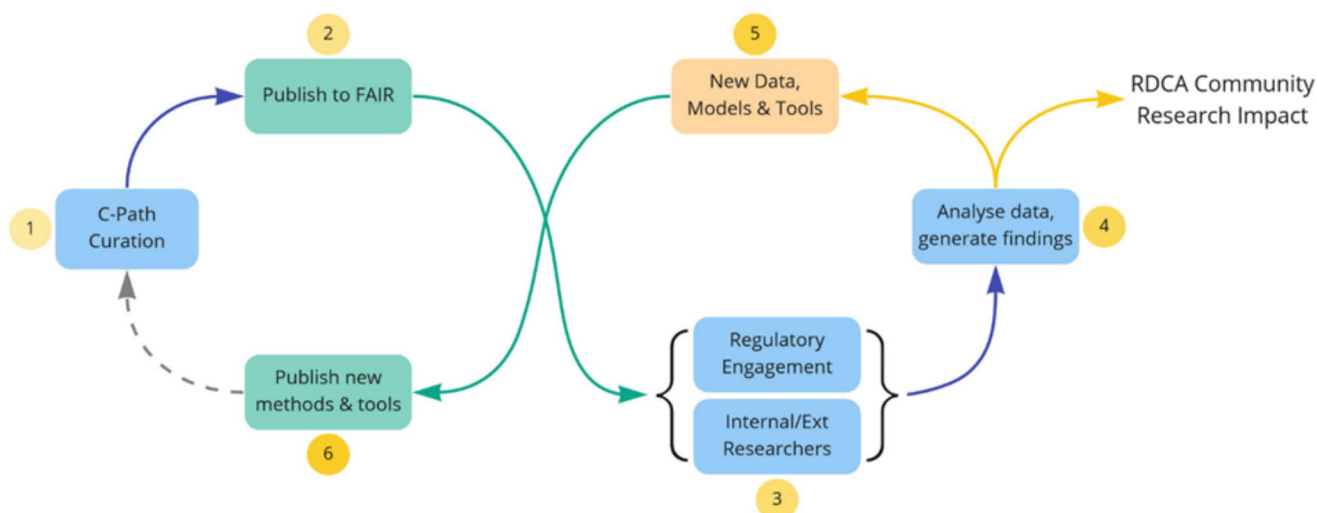 2
Publish to FAIR
5
New Data,
Models & Tools
RDCA Community
Research Impact
1
C-Path
Curation
Analyse data,
generate findings
4
Regulatory
Engagement
Publish new
methods & tools
6
Internal/Ext
Researchers
3